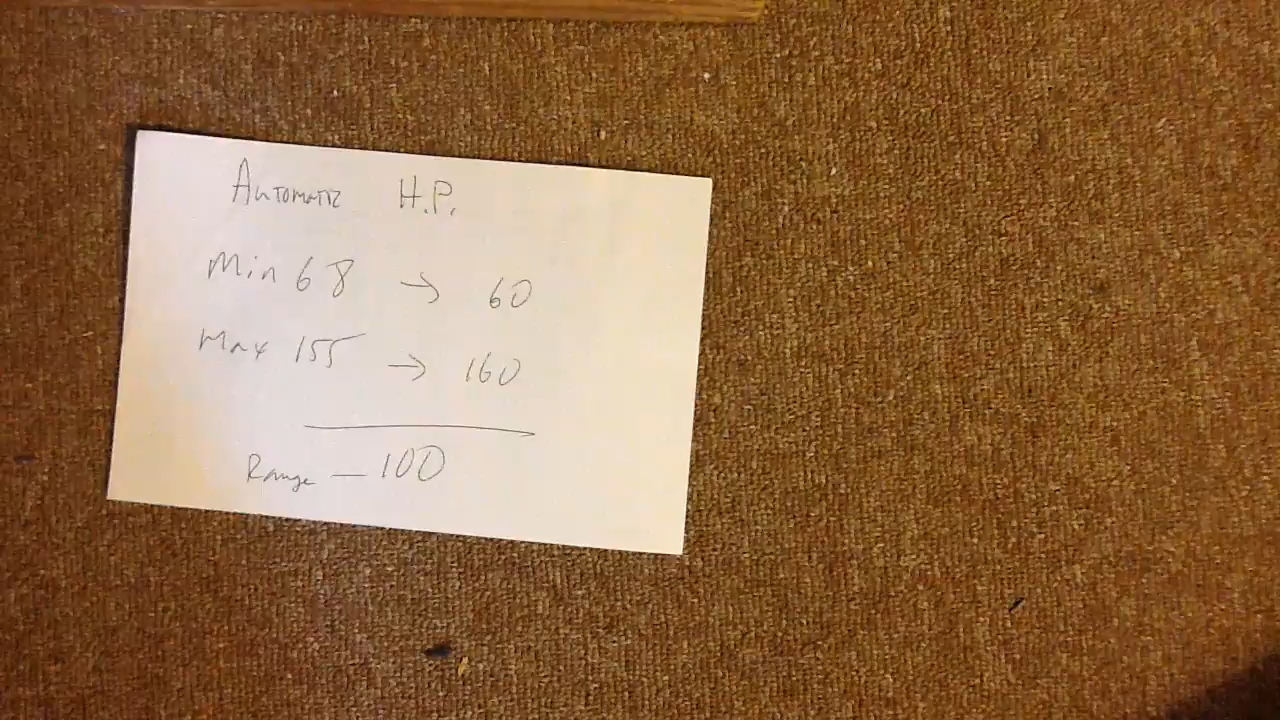 Automatic H.P.
Min 68 → 60
Max 155 → 160
Range — 100